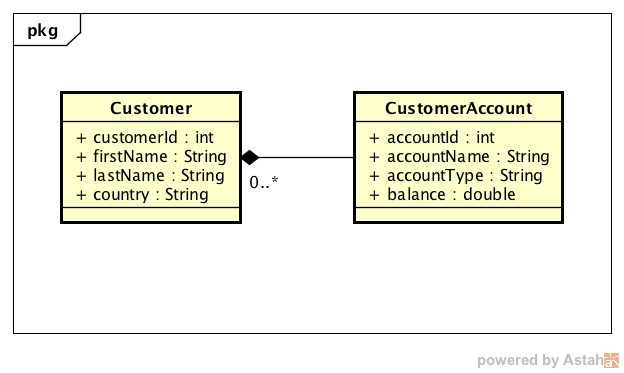 pkg
Customer
+ customerId : int
+ firstName : String
+ lastName : String
+ country : String
0..*
CustomerAccount
+ accountId : int
+ accountName : String
+ accountType : String
+ balance : double
powered by Astah